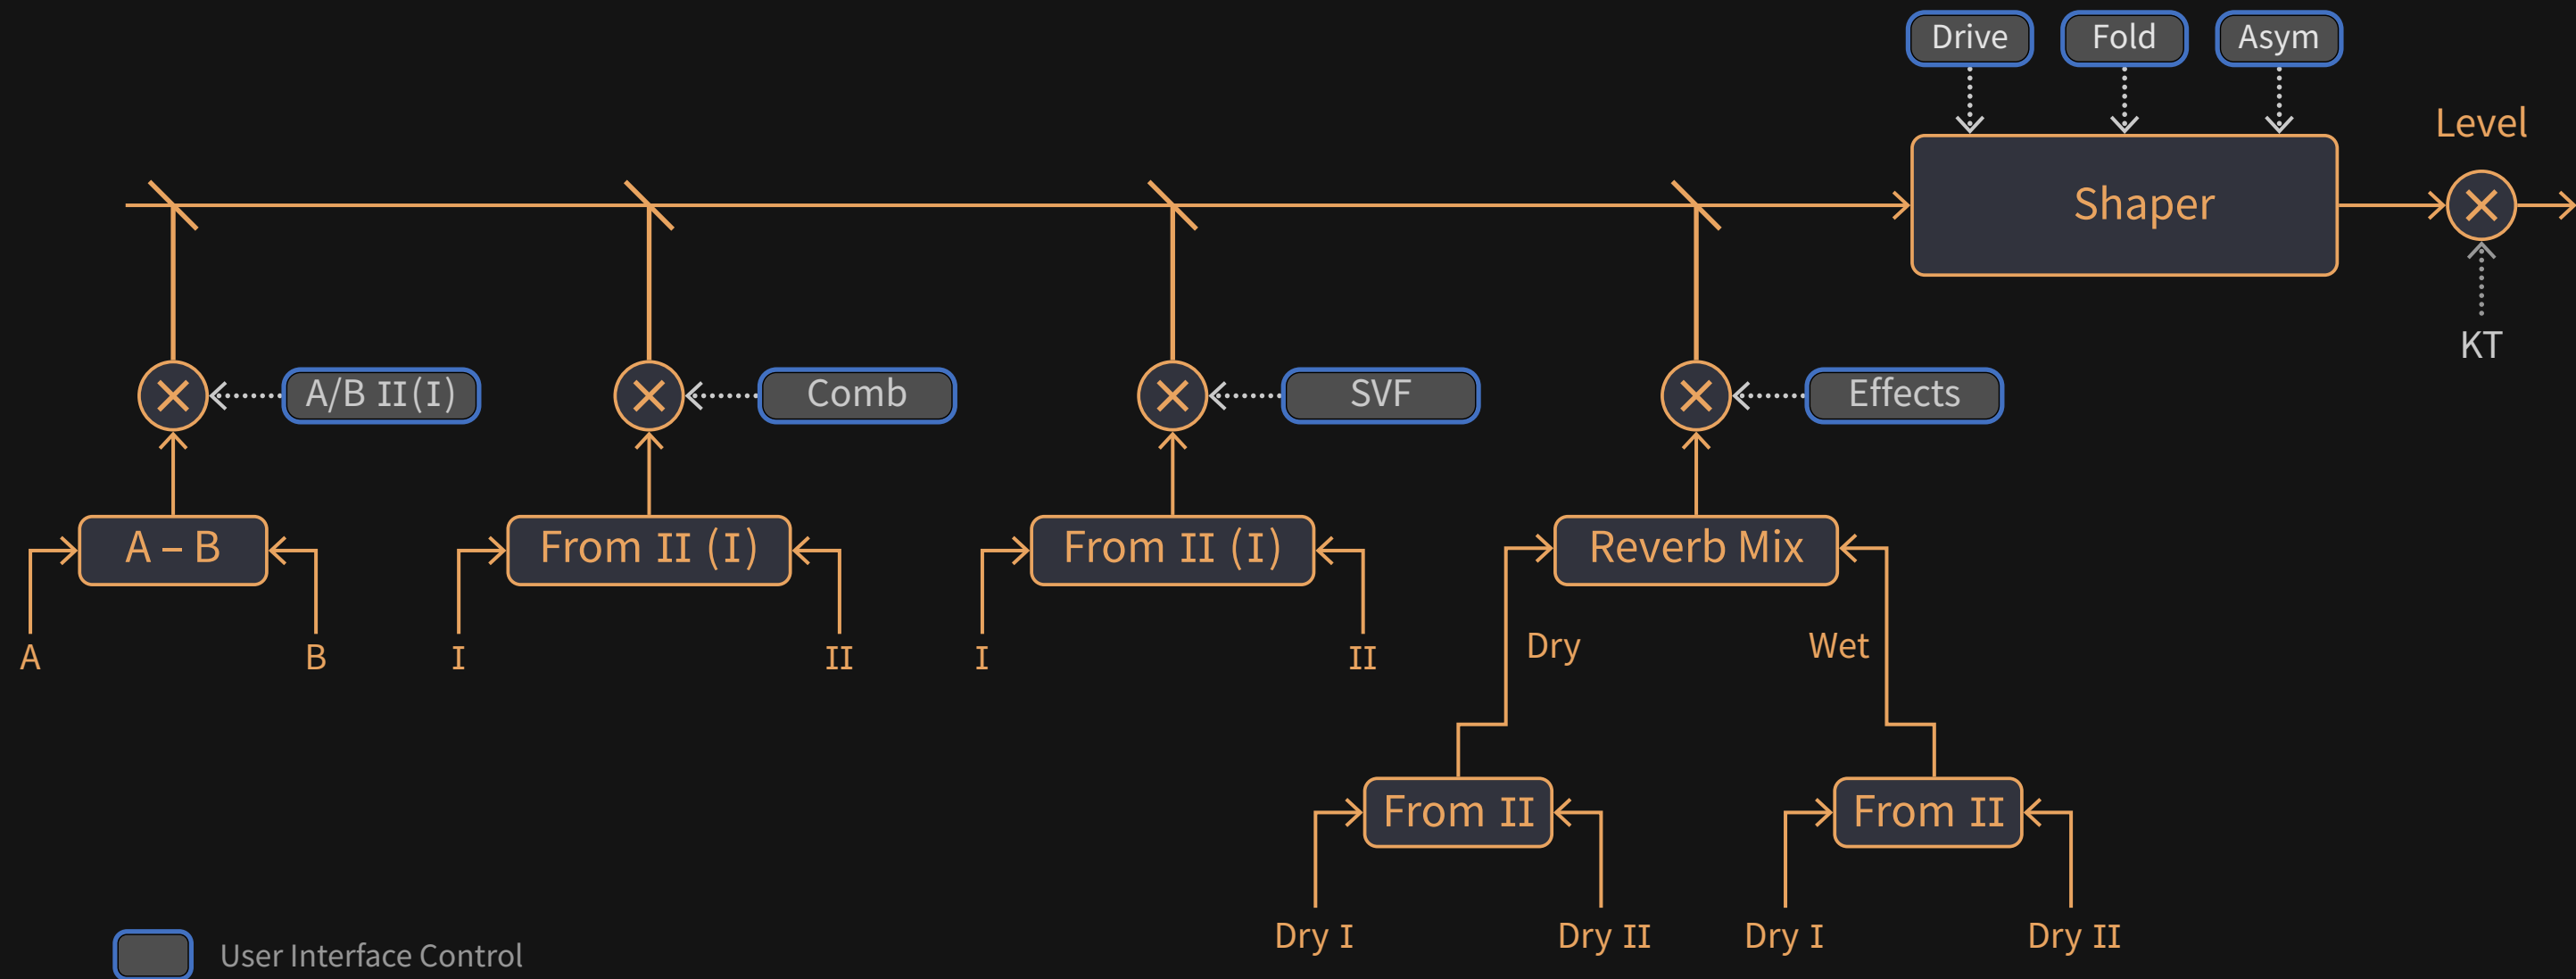 Drive
Fold
Asym
Level
Shaper
KT
A/B II(I)
Comb
SVF
Effects
A – B
From II (I)
From II (I)
Reverb Mix
A
B
I
II
I
II
Dry
Wet
From II
From II
Dry I
Dry II
Dry I
Dry II
User Interface Control